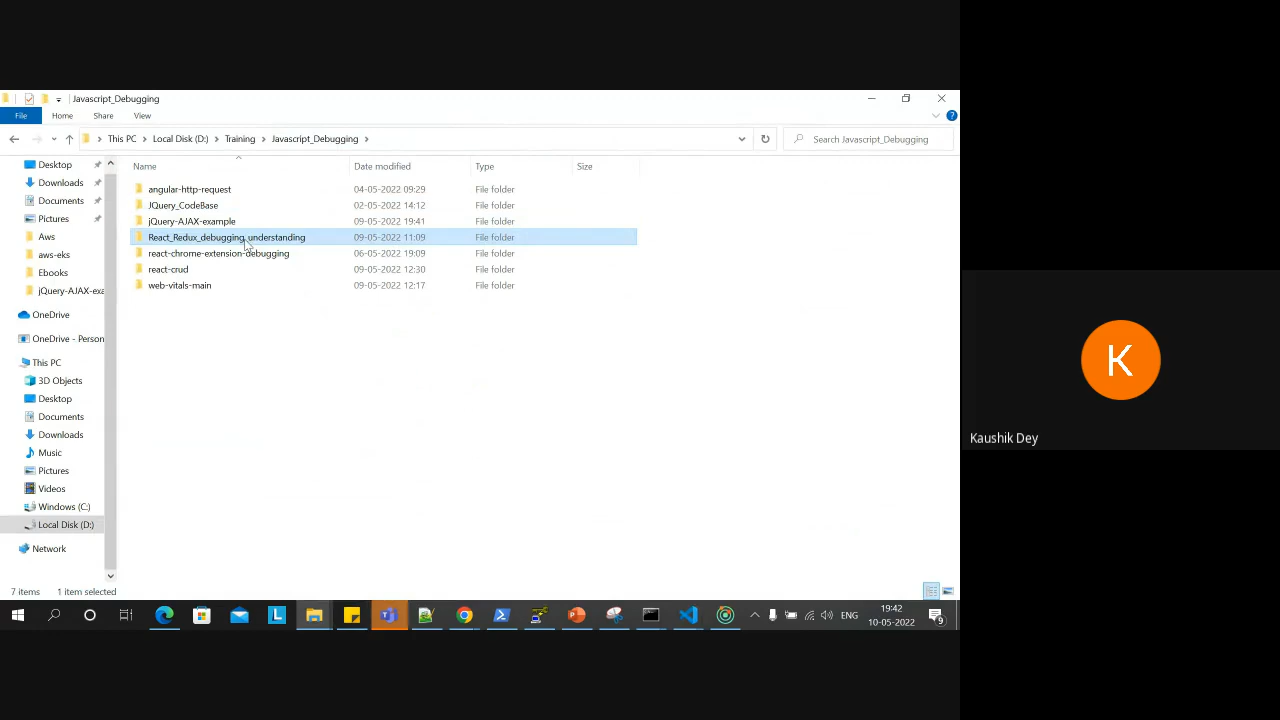 Javascript_Debugging
File Home Share View
This PC Local Disk (D:) Training Javascript_Debugging
Search Javascript_Debugging
Name Date modified Type Size
angular-http-request 04-05-2022 09:29 File folder
JQuery_CodeBase 02-05-2022 14:12 File folder
jQuery-AJAX-example 09-05-2022 19:41 File folder
React_Redux_debugging_understanding 09-05-2022 11:09 File folder
react-chrome-extension-debugging 06-05-2022 19:09 File folder
react-crud 09-05-2022 12:30 File folder
web-vitals-main 09-05-2022 12:17 File folder
Desktop
Downloads
Documents
Pictures
Aws
aws-eks
Ebooks
jQuery-AJAX-exa
OneDrive
OneDrive - Person
This PC
3D Objects
Desktop
Documents
Downloads
Music
Pictures
Videos
Windows (C:)
Local Disk (D:)
Network
7 items 1 item selected
L
ENG
19:42
10-05-2022
9
K
Kaushik Dey